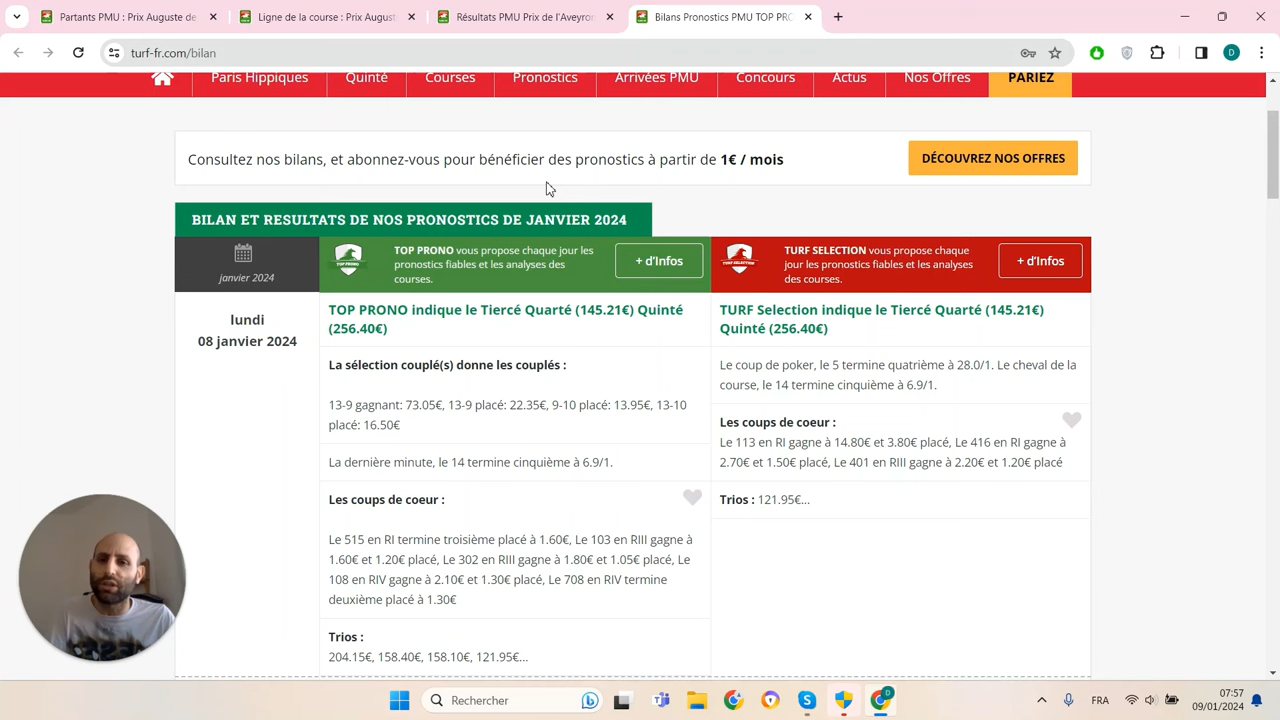 Partants PMU : Prix Auguste de
Ligne de la course : Prix August
Résultats PMU Prix de l'Aveyron
Bilans Pronostics PMU TOP PRO
turf-fr.com/bilan
D
Paris Hippiques
Quinté
Courses
Pronostics
Arrivées PMU
Concours
Actus
Nos Offres
PARIEZ
Consultez nos bilans, et abonnez-vous pour bénéficier des pronostics à partir de 1€ / mois
DÉCOUVREZ NOS OFFRES
BILAN ET RESULTATS DE NOS PRONOSTICS DE JANVIER 2024
janvier 2024
TOP PRONO
TOP PRONO vous propose chaque jour les
pronostics fiables et les analyses des
courses.
+ d'Infos
TURF SELECTION
TURF SELECTION vous propose chaque
jour les pronostics fiables et les analyses
des courses.
+ d'Infos
lundi
08 janvier 2024
TOP PRONO indique le Tiercé Quarté (145.21€) Quinté
(256.40€)
La sélection couplé(s) donne les couplés :
13-9 gagnant: 73.05€, 13-9 placé: 22.35€, 9-10 placé: 13.95€, 13-10
placé: 16.50€
La dernière minute, le 14 termine cinquième à 6.9/1.
Les coups de coeur :
Le 515 en RI termine troisième placé à 1.60€, Le 103 en RIII gagne à
1.60€ et 1.20€ placé, Le 302 en RIII gagne à 1.80€ et 1.05€ placé, Le
108 en RIV gagne à 2.10€ et 1.30€ placé, Le 708 en RIV termine
deuxième placé à 1.30€
Trios :
204.15€, 158.40€, 158.10€, 121.95€...
TURF Selection indique le Tiercé Quarté (145.21€)
Quinté (256.40€)
Le coup de poker, le 5 termine quatrième à 28.0/1. Le cheval de la
course, le 14 termine cinquième à 6.9/1.
Les coups de coeur :
Le 113 en RI gagne à 14.80€ et 3.80€ placé, Le 416 en RI gagne à
2.70€ et 1.50€ placé, Le 401 en RIII gagne à 2.20€ et 1.20€ placé
Trios : 121.95€...
Rechercher
FRA
07:57
09/01/2024